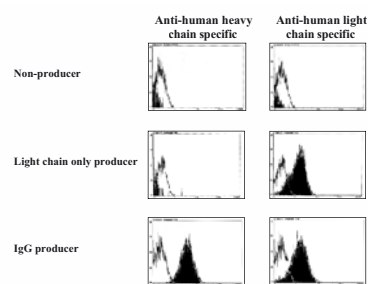 Anti-human heavy chain specific
Anti-human light chain specific
Non-producer
Light chain only producer
IgG producer